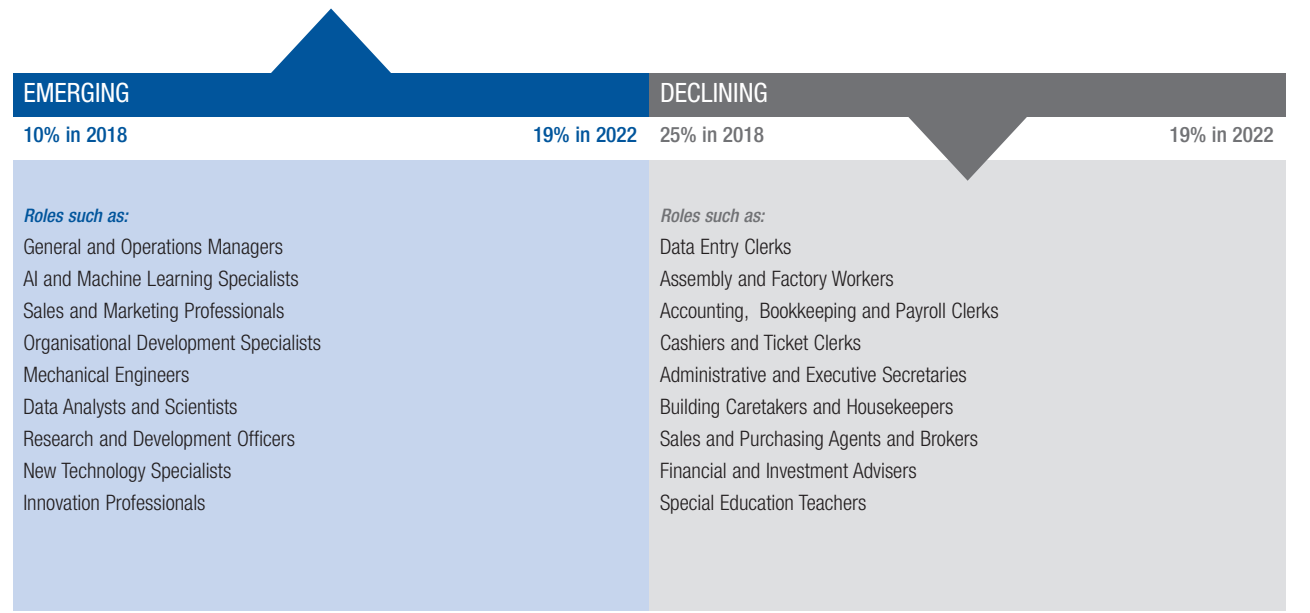 EMERGING
10% in 2018
19% in 2022
Roles such as:
General and Operations Managers
AI and Machine Learning Specialists
Sales and Marketing Professionals
Organisational Development Specialists
Mechanical Engineers
Data Analysts and Scientists
Research and Development Officers
New Technology Specialists
Innovation Professionals
DECLINING
25% in 2018
19% in 2022
Roles such as:
Data Entry Clerks
Assembly and Factory Workers
Accounting, Bookkeeping and Payroll Clerks
Cashiers and Ticket Clerks
Administrative and Executive Secretaries
Building Caretakers and Housekeepers
Sales and Purchasing Agents and Brokers
Financial and Investment Advisers
Special Education Teachers